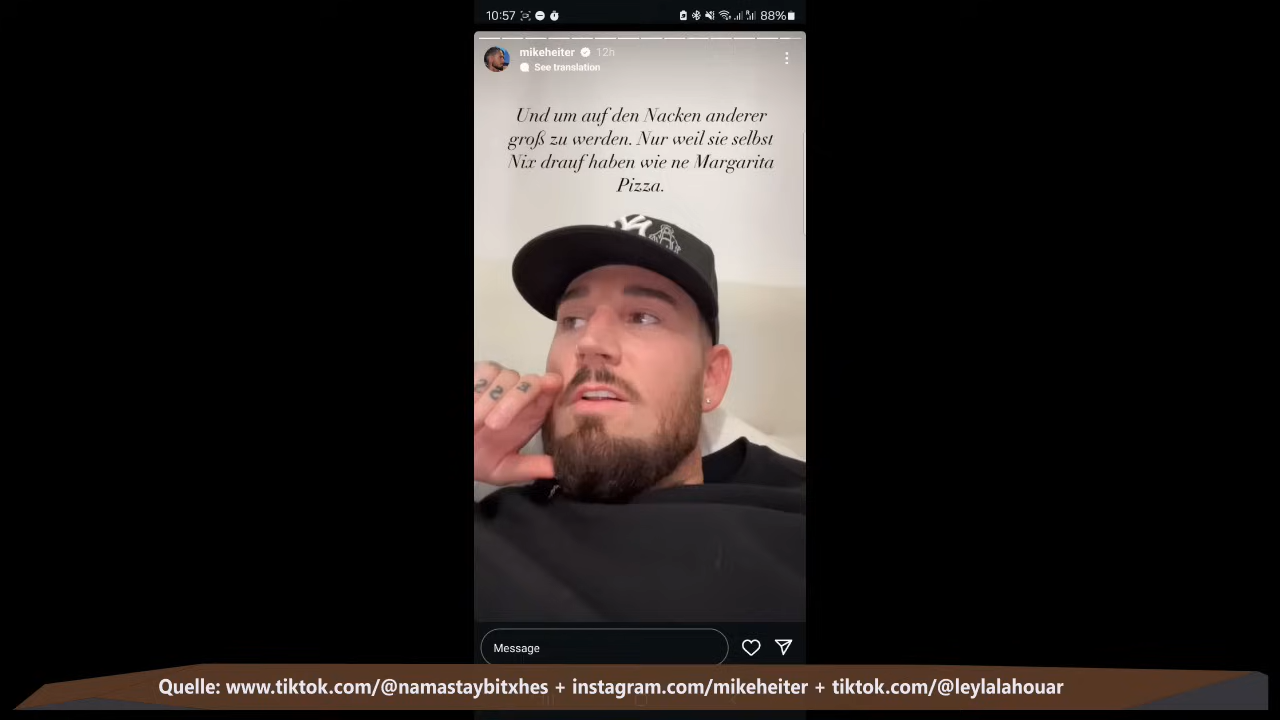 10:57
88%
mikeheiter 12h
See translation
Und um auf den Nacken anderer
groß zu werden. Nur weil sie selbst
Nix drauf haben wie ne Margarita
Pizza.
Message
Quelle: www.tiktok.com/@namastaybitxhes + instagram.com/mikeheiter + tiktok.com/@leylalahouar